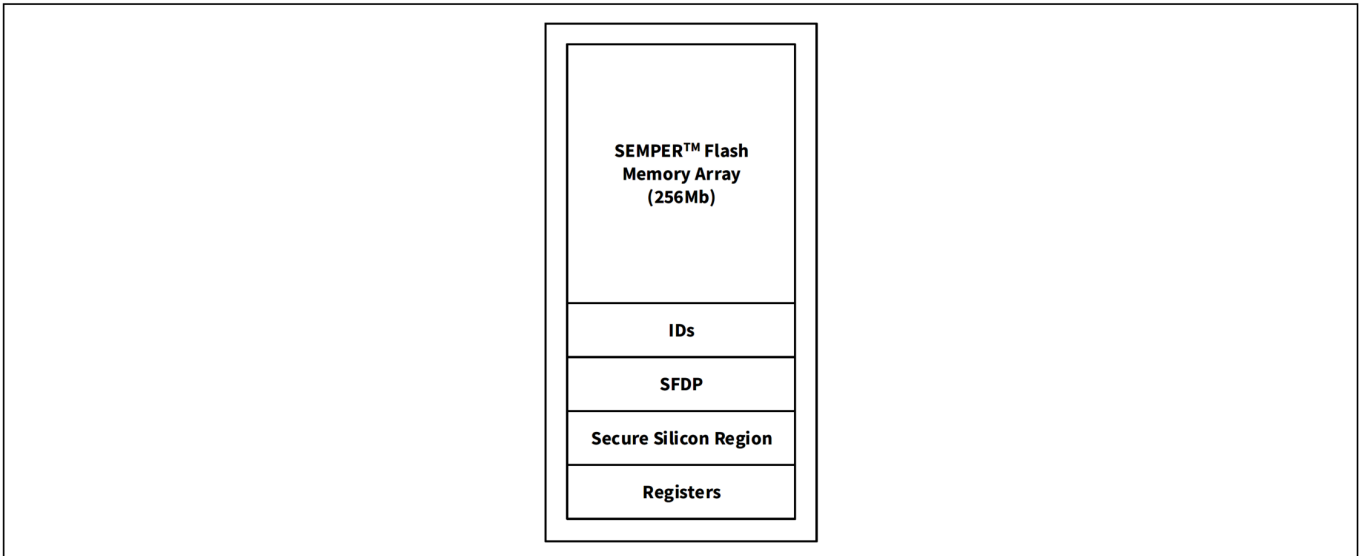 SEMPER™ Flash
Memory Array
(256Mb)
IDs
SFDP
Secure Silicon Region
Registers